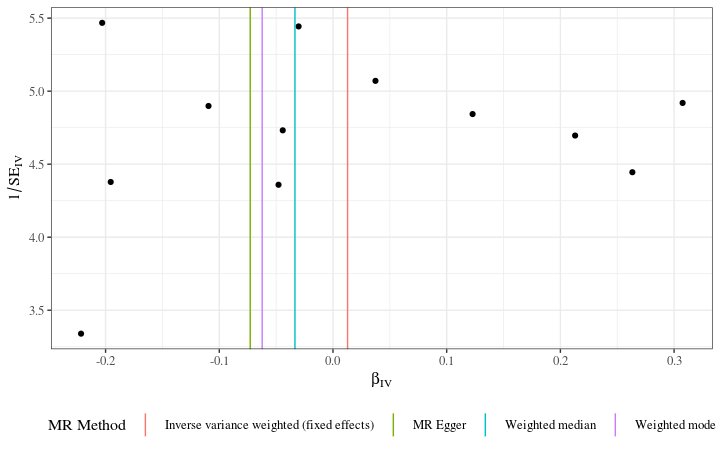 5.5
5.0
4.5
4.0
3.5
1/SE_IV
-0.2 -0.1 0.0 0.1 0.2 0.3
β_IV
MR Method Inverse variance weighted (fixed effects) MR Egger Weighted median Weighted mode